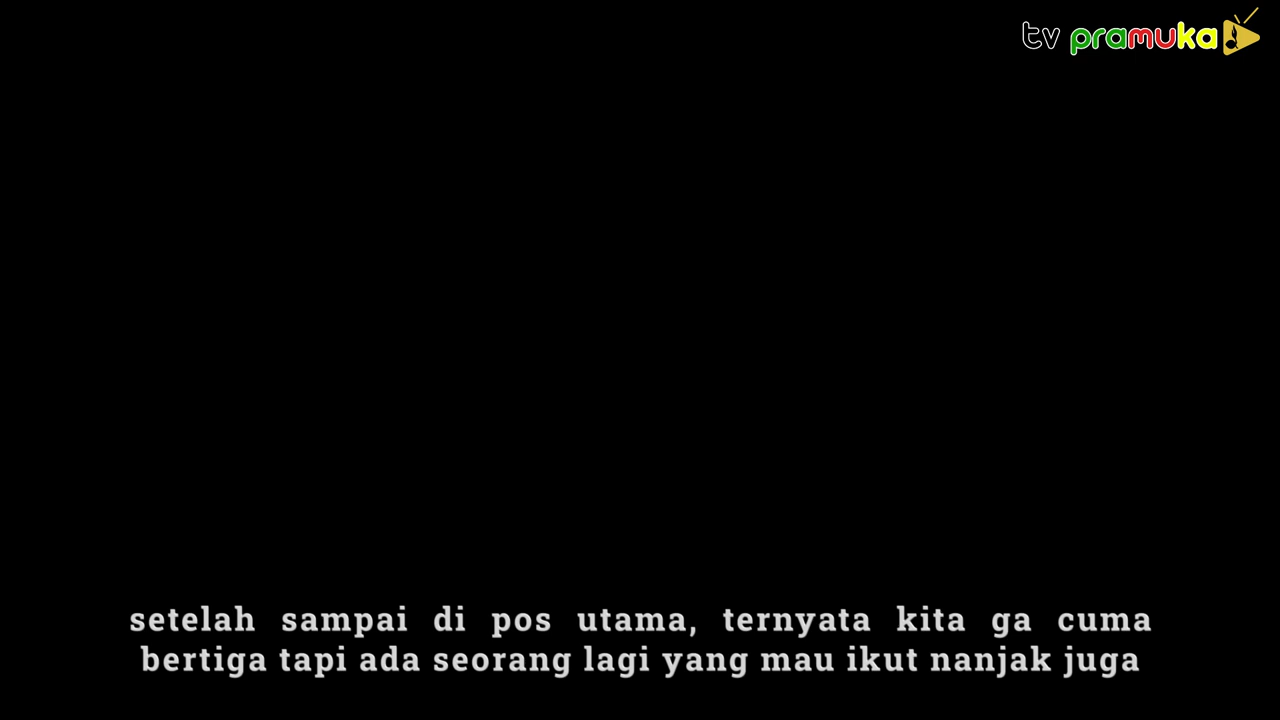 tv pramuka
setelah sampai di pos utama, ternyata kita ga cuma
bertiga tapi ada seorang lagi yang mau ikut nanjak juga